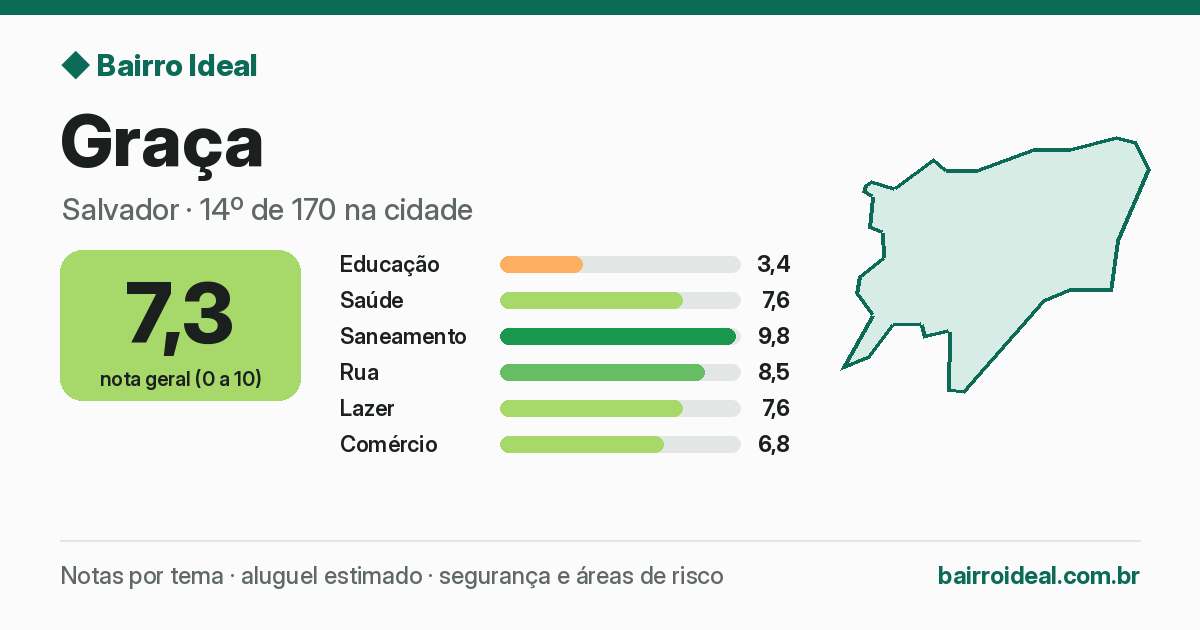 Bairro Ideal
Graça
Salvador · 14º de 170 na cidade
7,3
nota geral (0 a 10)
Educação 3,4
Saúde 7,6
Saneamento 9,8
Rua 8,5
Lazer 7,6
Comércio 6,8
Notas por tema · aluguel estimado · segurança e áreas de risco
bairroideal.com.br